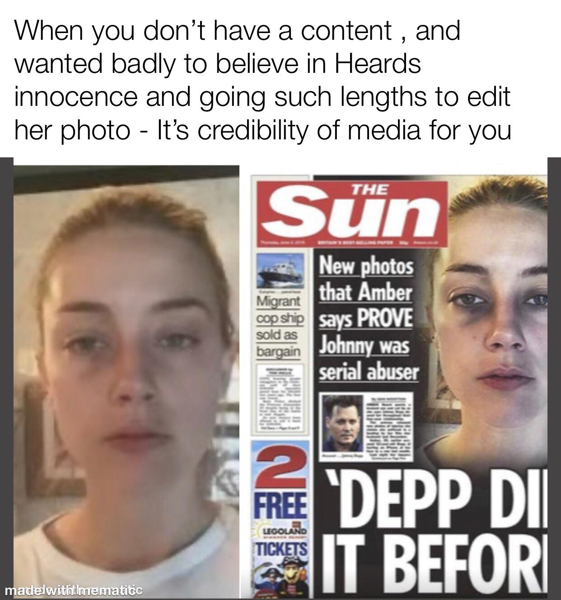 When you don't have a content , and
wanted badly to believe in Heards
innocence and going such lengths to edit
her photo - It's credibility of media for you
THE
Sun
New photos
that Amber
says PROVE
Johnny was
serial abuser
Migrant
cop ship
sold as
bargain
2
FREE
LEGOLAND
TICKETS
'DEPP DI
IT BEFOR